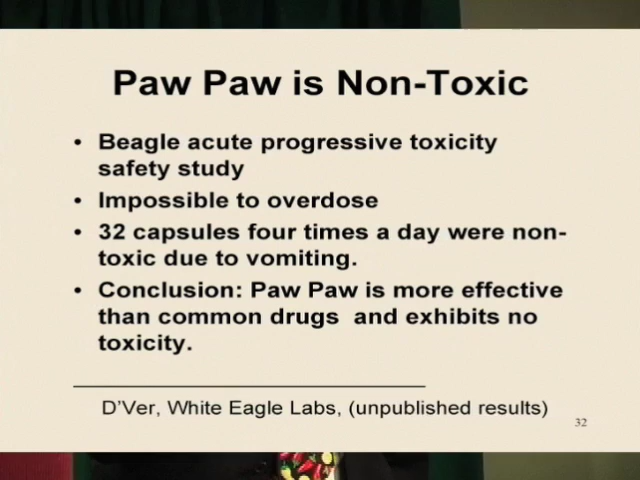 Paw Paw is Non-Toxic
• Beagle acute progressive toxicity
safety study
• Impossible to overdose
• 32 capsules four times a day were non-
toxic due to vomiting.
• Conclusion: Paw Paw is more effective
than common drugs  and exhibits no
toxicity.
D'Ver, White Eagle Labs, (unpublished results)
32